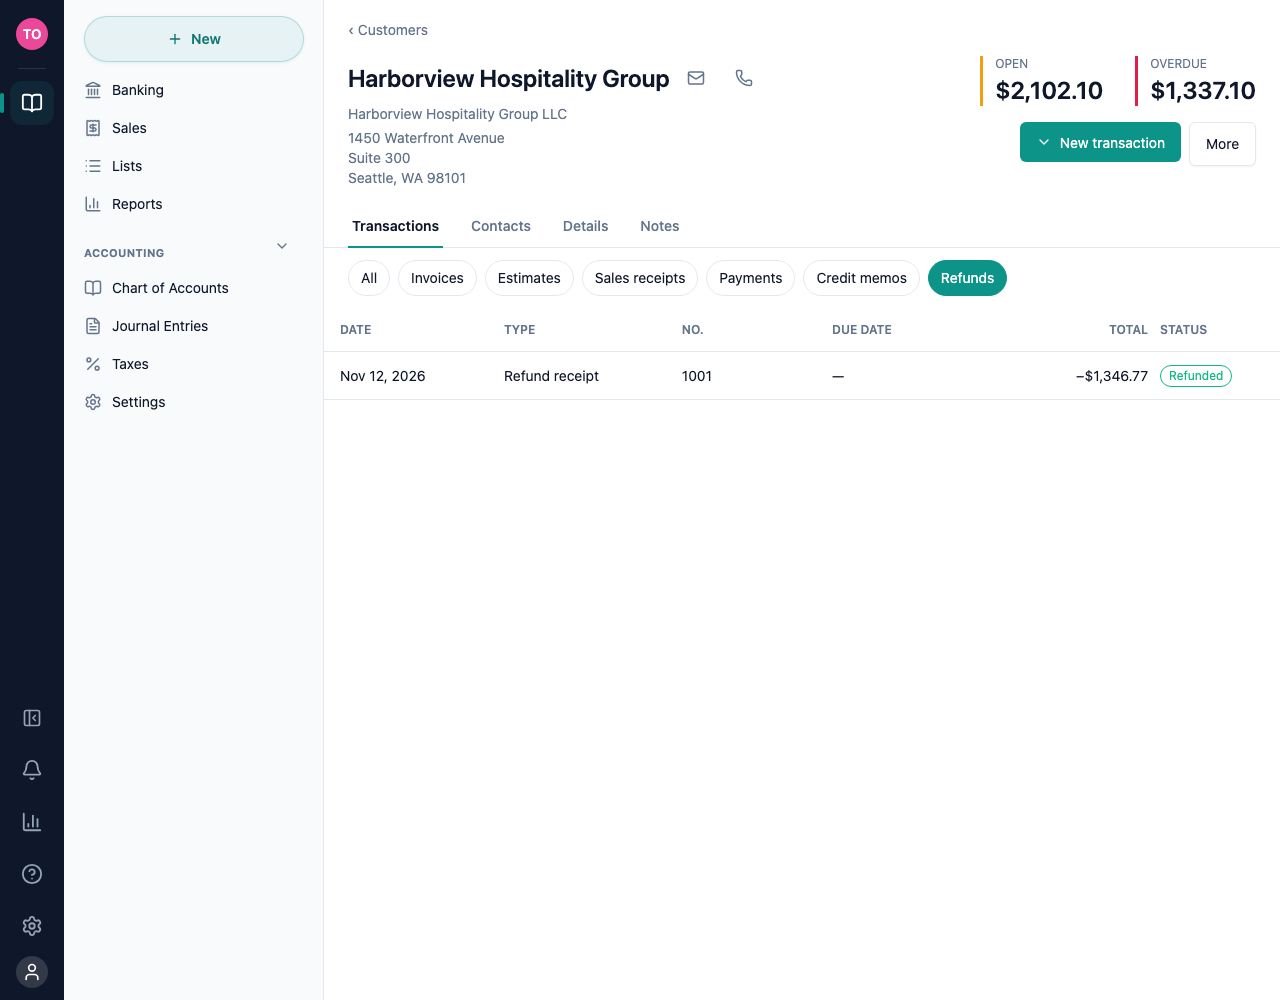 TO
New
Banking
Sales
Lists
Reports
ACCOUNTING
Chart of Accounts
Journal Entries
Taxes
Settings
‹ Customers
Harborview Hospitality Group
Harborview Hospitality Group LLC
1450 Waterfront Avenue
Suite 300
Seattle, WA 98101
OPEN
$2,102.10
OVERDUE
$1,337.10
New transaction
More
Transactions Contacts Details Notes
All Invoices Estimates Sales receipts Payments Credit memos Refunds
DATE TYPE NO. DUE DATE TOTAL STATUS
Nov 12, 2026 Refund receipt 1001 — −$1,346.77 Refunded